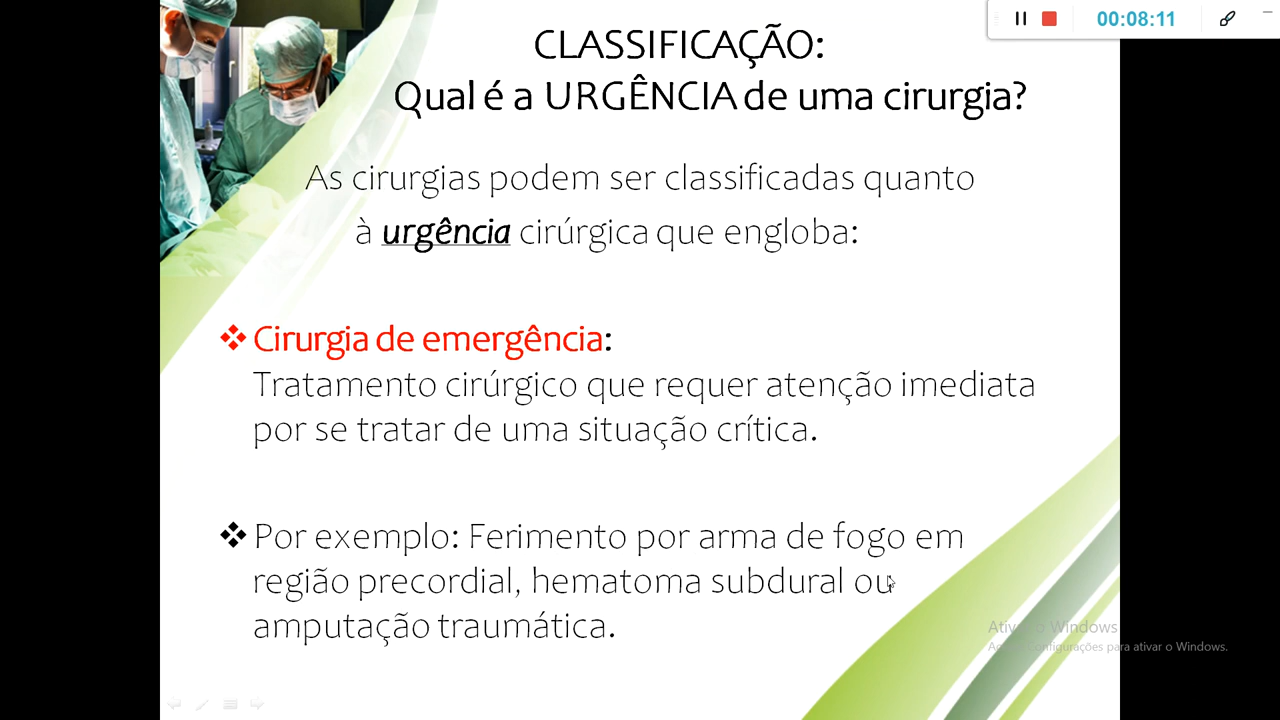 00:08:11
CLASSIFICAÇÃO:
Qual é a URGÊNCIA de uma cirurgia?
As cirurgias podem ser classificadas quanto
à urgência cirúrgica que engloba:
Cirurgia de emergência:
Tratamento cirúrgico que requer atenção imediata
por se tratar de uma situação crítica.
Por exemplo: Ferimento por arma de fogo em
região precordial, hematoma subdural ou
amputação traumática.
Ativar o Windows
configurações para ativar o Windows.